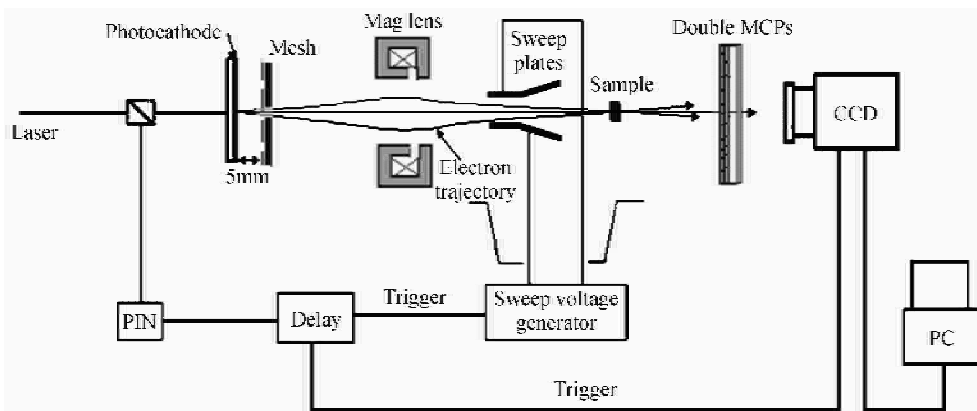 Mag lens
Double MCPs
Photocathode
Mesh
Sweep
plates
Sample
CCD
Laser
5mm
Electron
trajectory
Trigger
PIN
Delay
Sweep voltage
generator
PC
Trigger